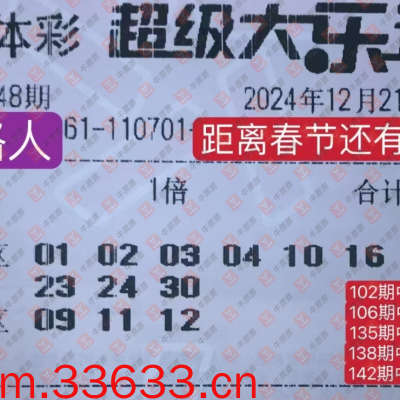 体彩 超级大乐
48期
2024年12月21
路人
61-110701-
距离春节还有
1倍
合计
区 01 02 03 04 10 16
23 24 30
区 09 11 12
102期中
106期中
135期中
138期中
142期中
m.33633.cn